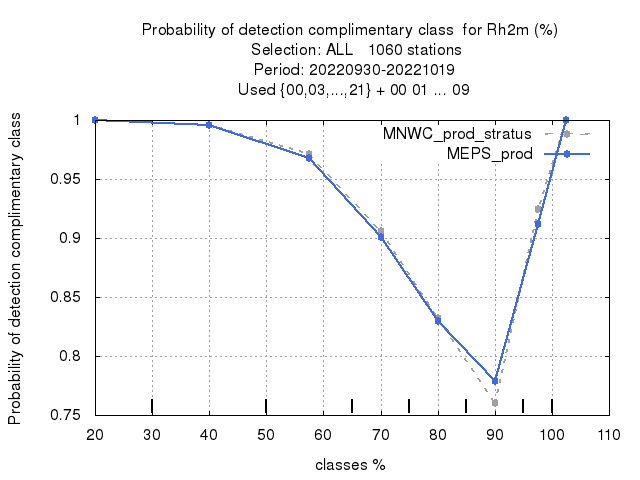 Probability of detection complimentary class  for Rh2m (%)
Selection: ALL   1060 stations
Period: 20220930-20221019
Used {00,03,...,21} + 00 01 ... 09
Probability of detection complimentary class
1
0.95
0.9
0.85
0.8
0.75
MNWC_prod_stratus
MEPS_prod
20 30 40 50 60 70 80 90 100 110
classes %